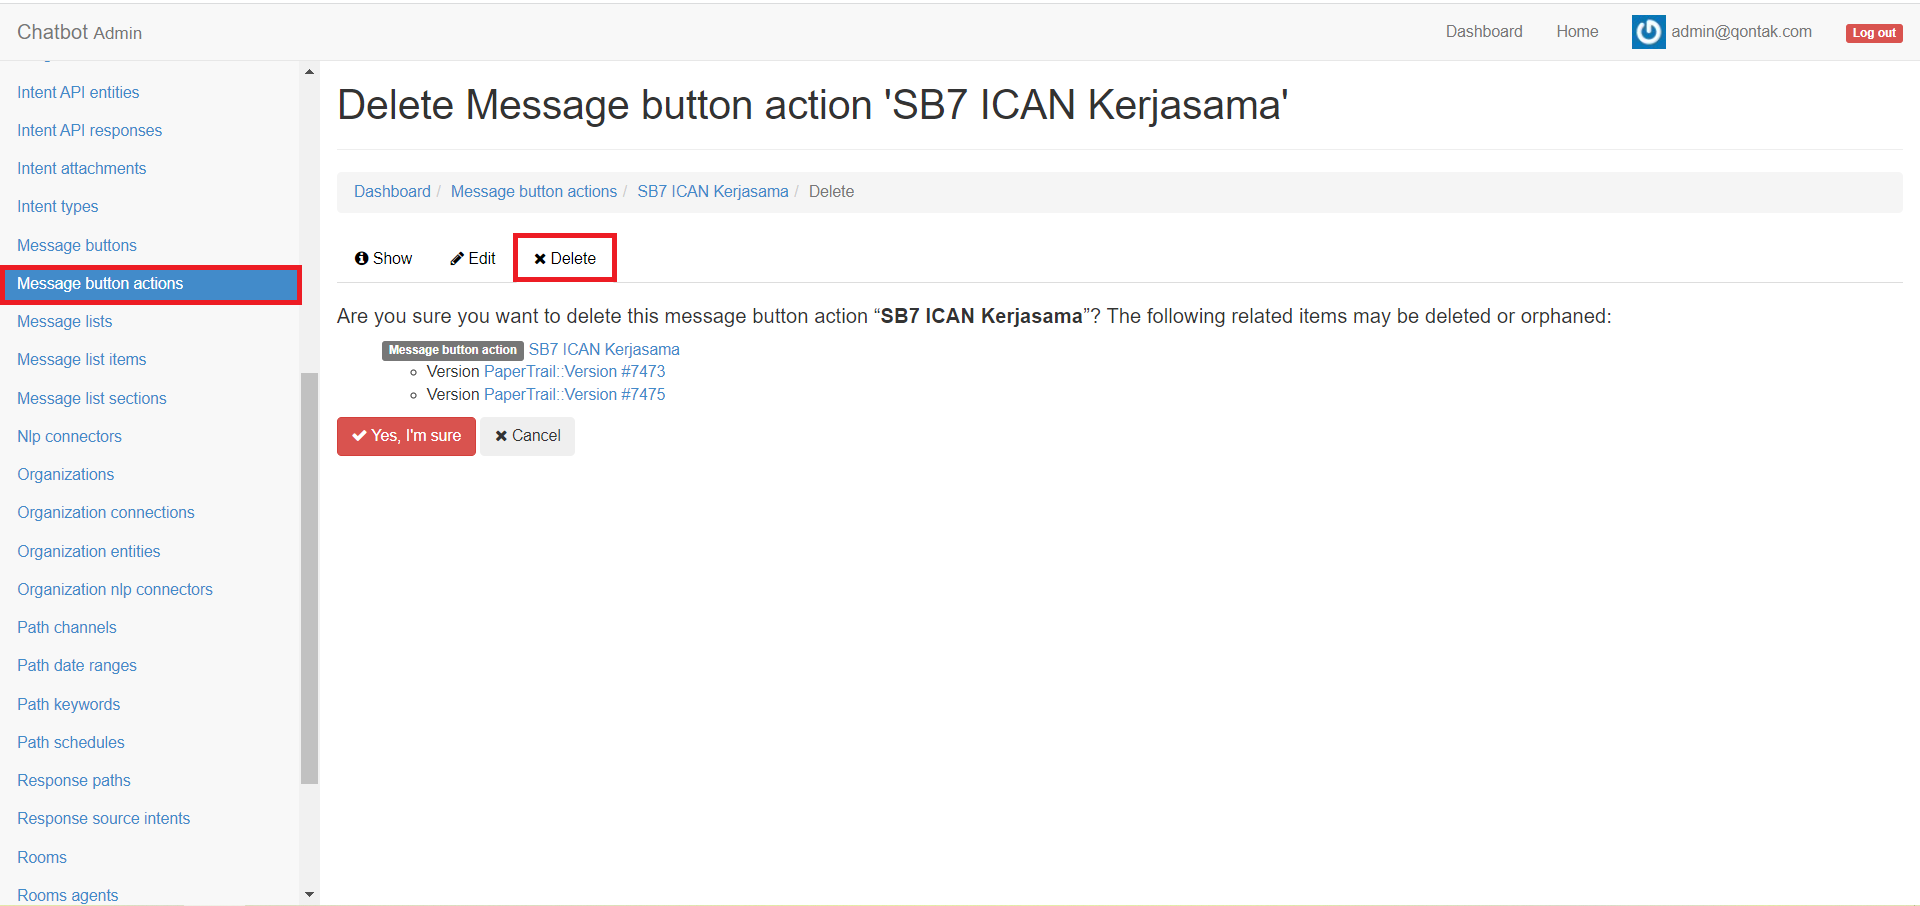 Chatbot Admin
Dashboard
Home
admin@qontak.com
Log out
Intent API entities
Intent API responses
Intent attachments
Intent types
Message buttons
Message button actions
Message lists
Message list items
Message list sections
Nlp connectors
Organizations
Organization connections
Organization entities
Organization nlp connectors
Path channels
Path date ranges
Path keywords
Path schedules
Response paths
Response source intents
Rooms
Rooms agents
Delete Message button action 'SB7 ICAN Kerjasama'
Dashboard / Message button actions / SB7 ICAN Kerjasama / Delete
Show
Edit
Delete
Are you sure you want to delete this message button action “SB7 ICAN Kerjasama”? The following related items may be deleted or orphaned:
Message button action SB7 ICAN Kerjasama
Version PaperTrail::Version #7473
Version PaperTrail::Version #7475
Yes, I'm sure
Cancel